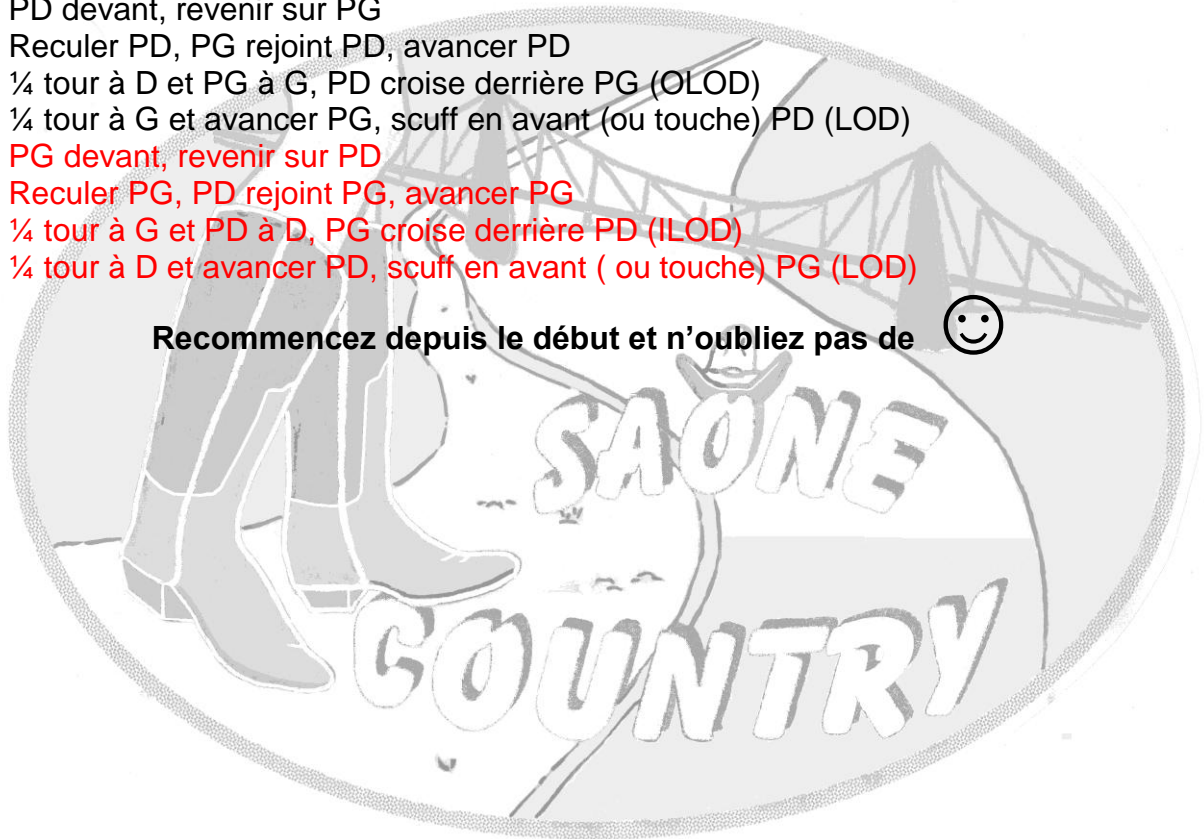 PD devant, revenir sur PG
Reculer PD, PG rejoint PD, avancer PD
¼ tour à D et PG à G, PD croise derrière PG (OLOD)
¼ tour à G et avancer PG, scuff en avant (ou touche) PD (LOD)
PG devant, revenir sur PD
Reculer PG, PD rejoint PG, avancer PG
¼ tour à G et PD à D, PG croise derrière PD (ILOD)
¼ tour à D et avancer PD, scuff en avant ( ou touche) PG (LOD)
Recommencez depuis le début et n’oubliez pas de ☺
SAONE
COUNTRY